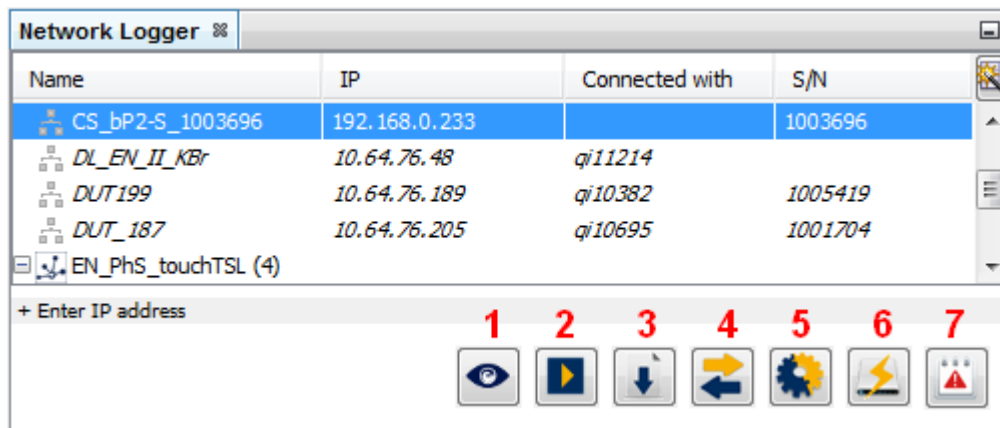 Network Logger
Name IP Connected with S/N
CS_bP2-S_1003696 192.168.0.233 1003696
DL_EN_II_KBr 10.64.76.48 qi11214
DUT199 10.64.76.189 qi10382 1005419
DUT_187 10.64.76.205 qi10695 1001704
EN_PhS_touchTSL (4)
+ Enter IP address
1 2 3 4 5 6 7